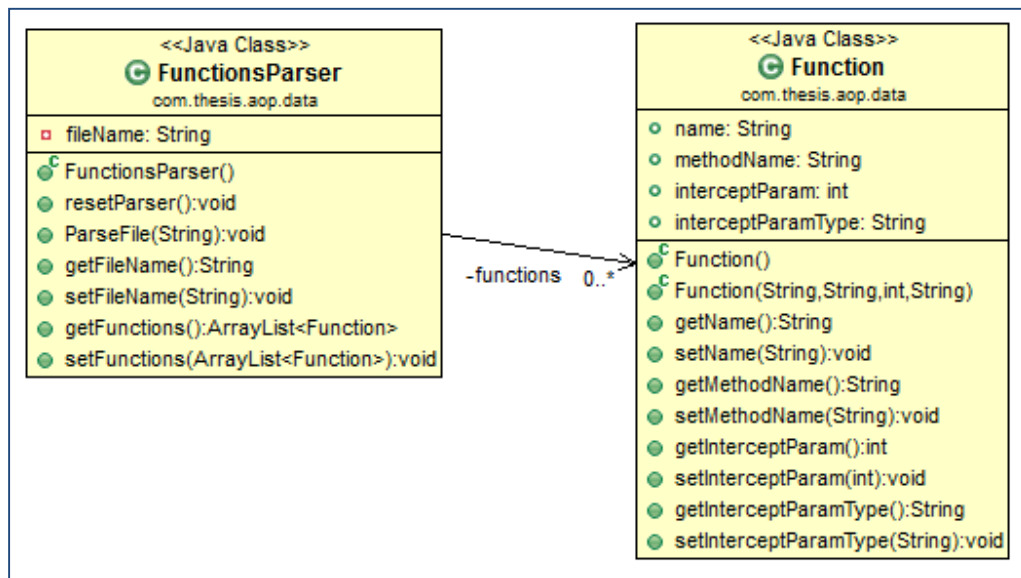 <<Java Class>>
C FunctionsParser
com.thesis.aop.data
fileName: String
C FunctionsParser()
resetParser():void
ParseFile(String):void
getFileName():String
setFileName(String):void
getFunctions():ArrayList<Function>
setFunctions(ArrayList<Function>):void
-functions 0..*
<<Java Class>>
C Function
com.thesis.aop.data
name: String
methodName: String
interceptParam: int
interceptParamType: String
C Function()
C Function(String,String,int,String)
getName():String
setName(String):void
getMethodName():String
setMethodName(String):void
getInterceptParam():int
setInterceptParam(int):void
getInterceptParamType():String
setInterceptParamType(String):void